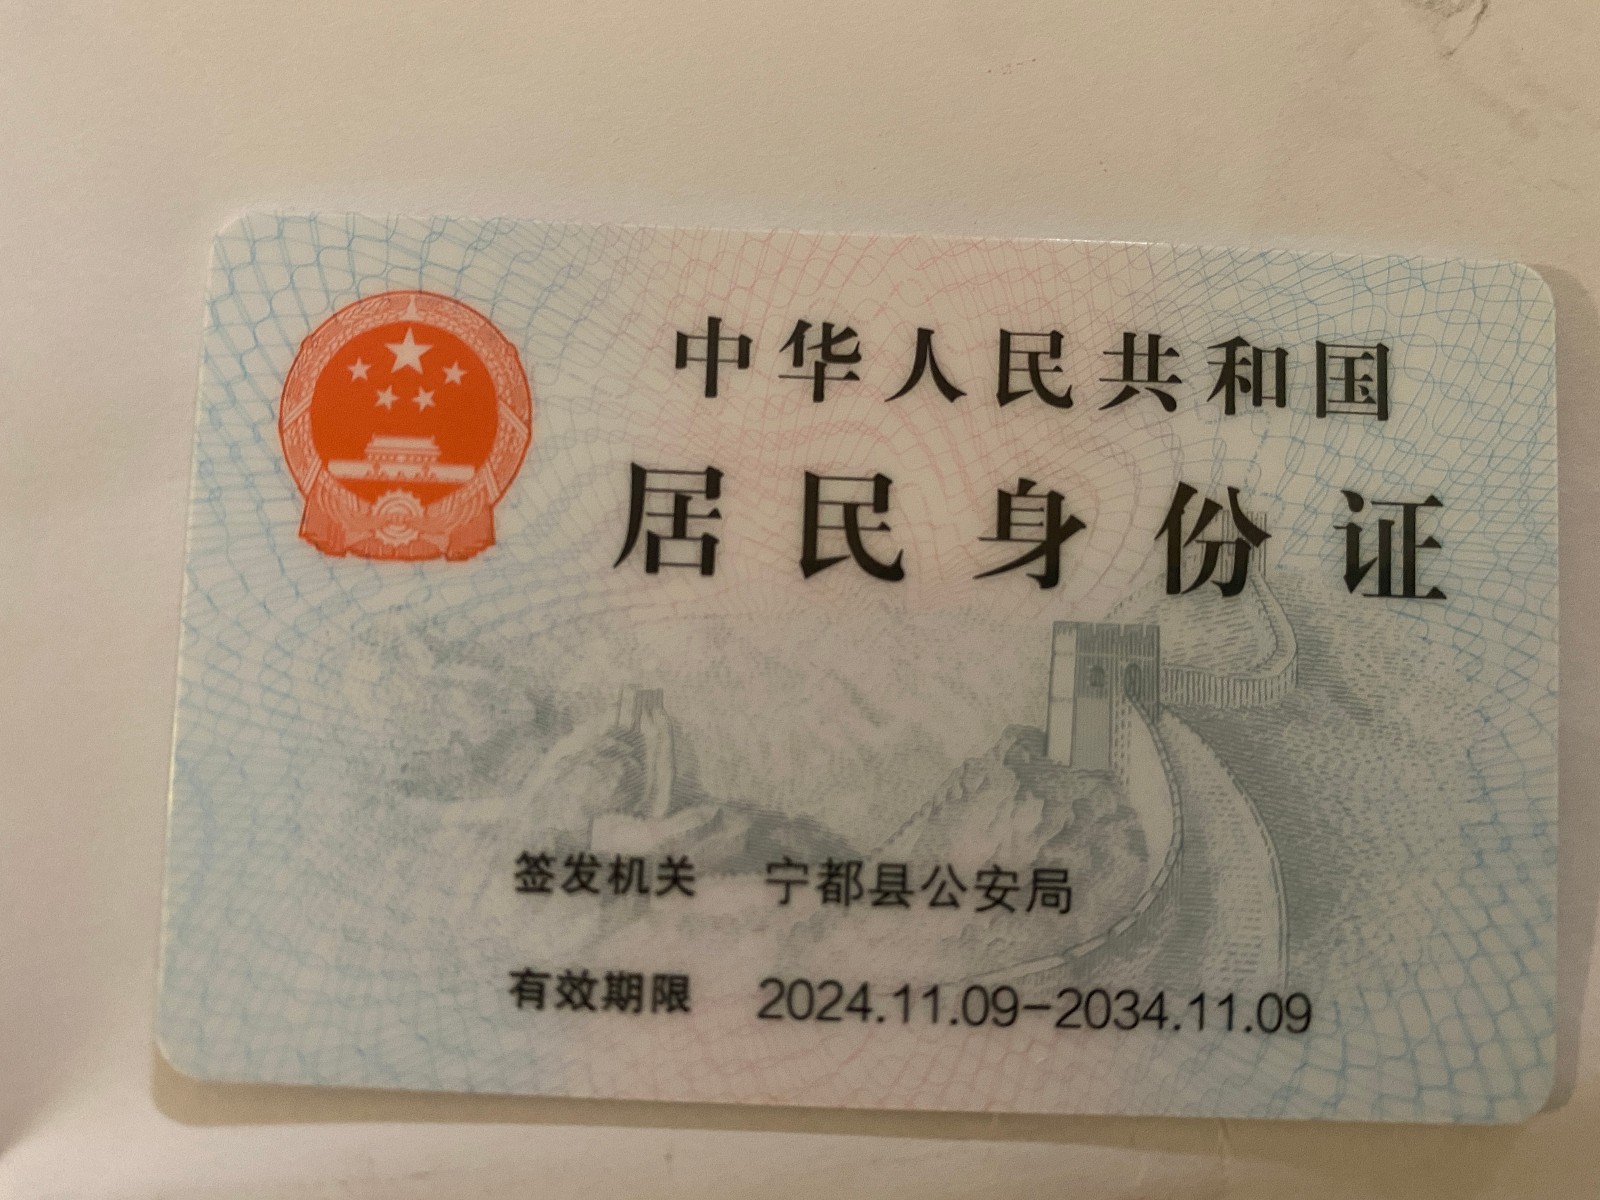 中华人民共和国
居民身份证
签发机关 宁都县公安局
有效期限 2024.11.09-2034.11.09